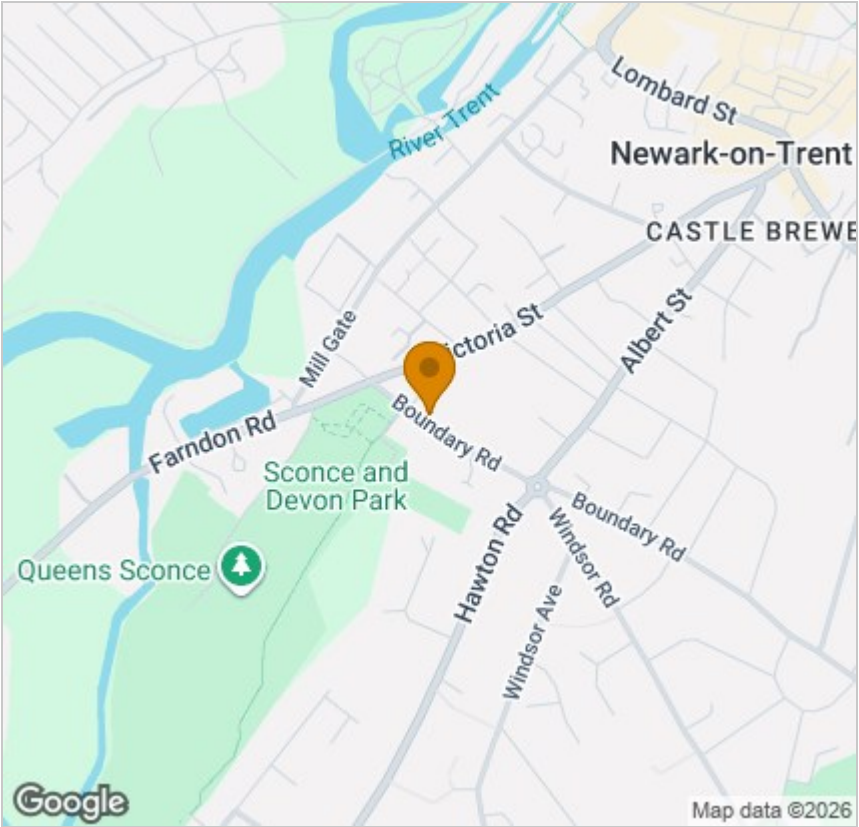 Lombard St
River Trent
Newark-on-Trent
CASTLE BREWE
Mill Gate
ictoria St
Albert St
Boundary Rd
Farndon Rd
Sconce and
Devon Park
Hawton Rd
Boundary Rd
Windsor Rd
Queens Sconce
Windsor Ave
Google
Map data ©2026